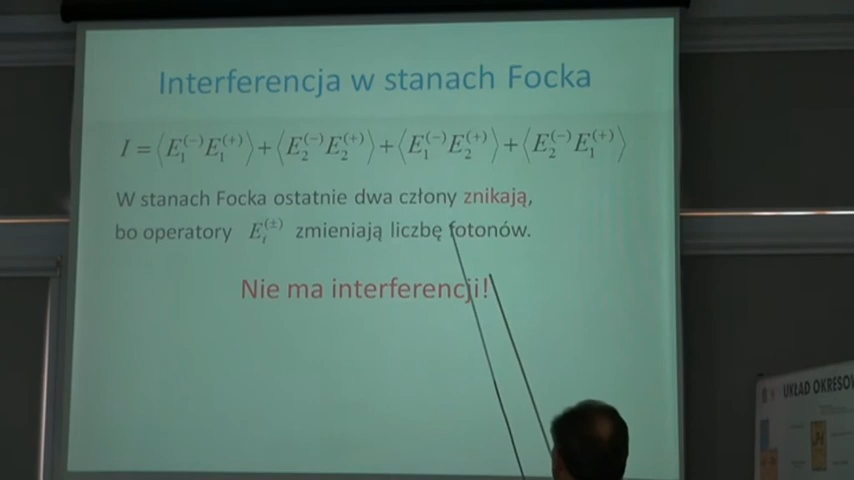 Interferencja w stanach Focka
I = ⟨E₁⁽⁻⁾E₁⁽⁺⁾⟩ + ⟨E₂⁽⁻⁾E₂⁽⁺⁾⟩ + ⟨E₁⁽⁻⁾E₂⁽⁺⁾⟩ + ⟨E₂⁽⁻⁾E₁⁽⁺⁾⟩
W stanach Focka ostatnie dwa człony znikają,
bo operatory Eᵢ⁽±⁾ zmieniają liczbę fotonów.
Nie ma interferencji!
UKŁAD